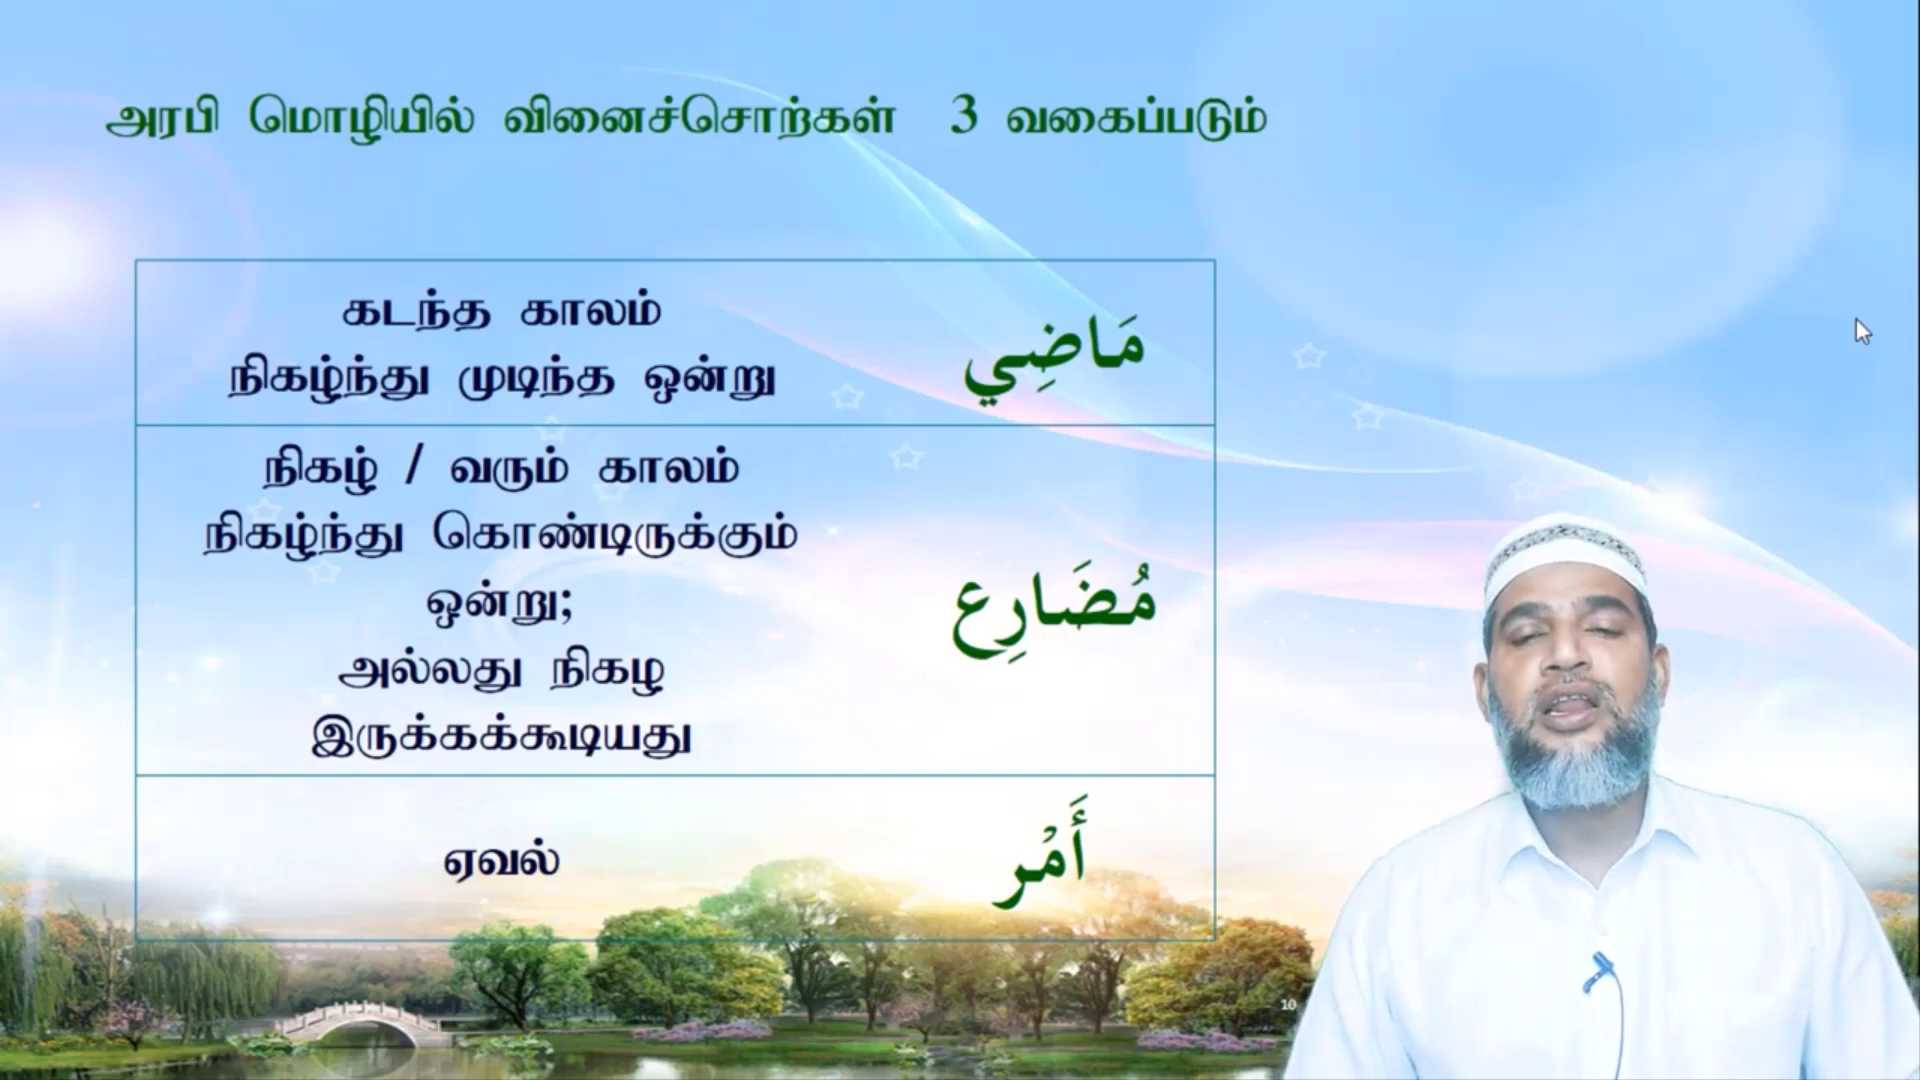 அரபி மொழியில் வினைச்சொற்கள் 3 வகைப்படும்
கடந்த காலம்
நிகழ்ந்து முடிந்த ஒன்று
مَاضِي
நிகழ் / வரும் காலம்
நிகழ்ந்து கொண்டிருக்கும்
ஒன்று;
அல்லது நிகழ
இருக்கக்கூடியது
مُضَارِع
ஏவல்
أَمْر
10